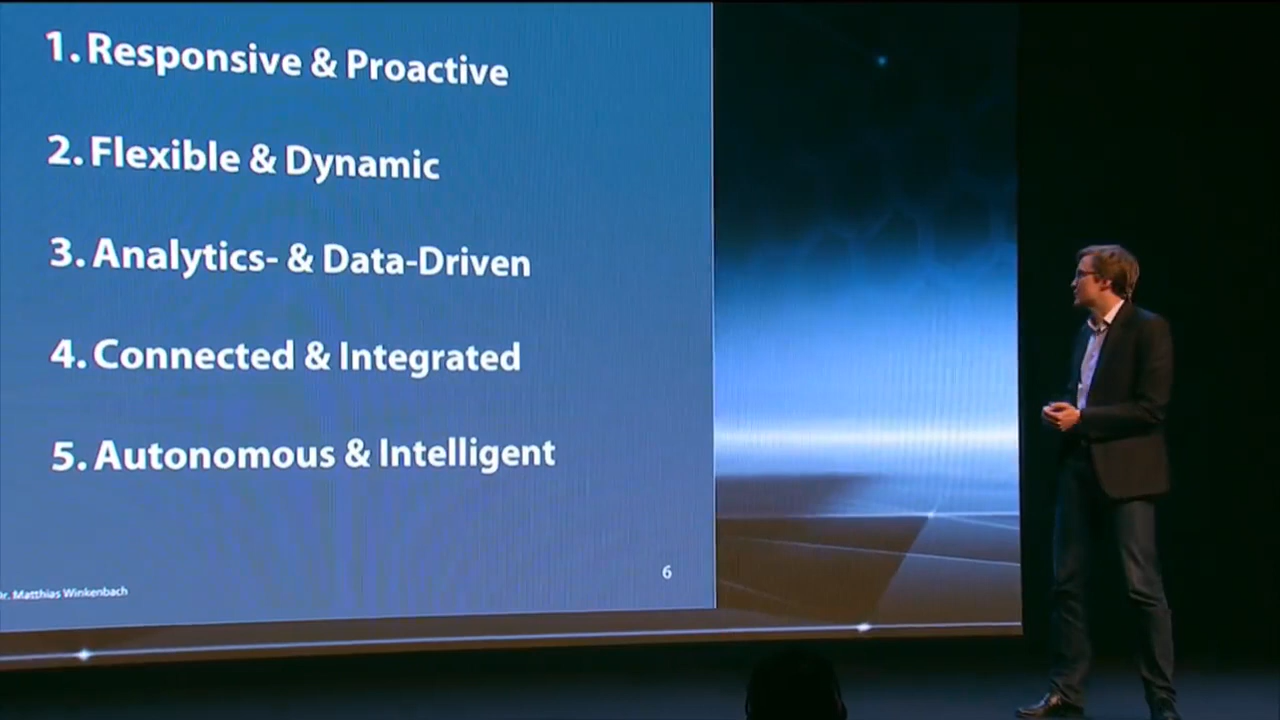 1. Responsive & Proactive
2. Flexible & Dynamic
3. Analytics- & Data-Driven
4. Connected & Integrated
5. Autonomous & Intelligent
6
Dr. Matthias Winkenbach